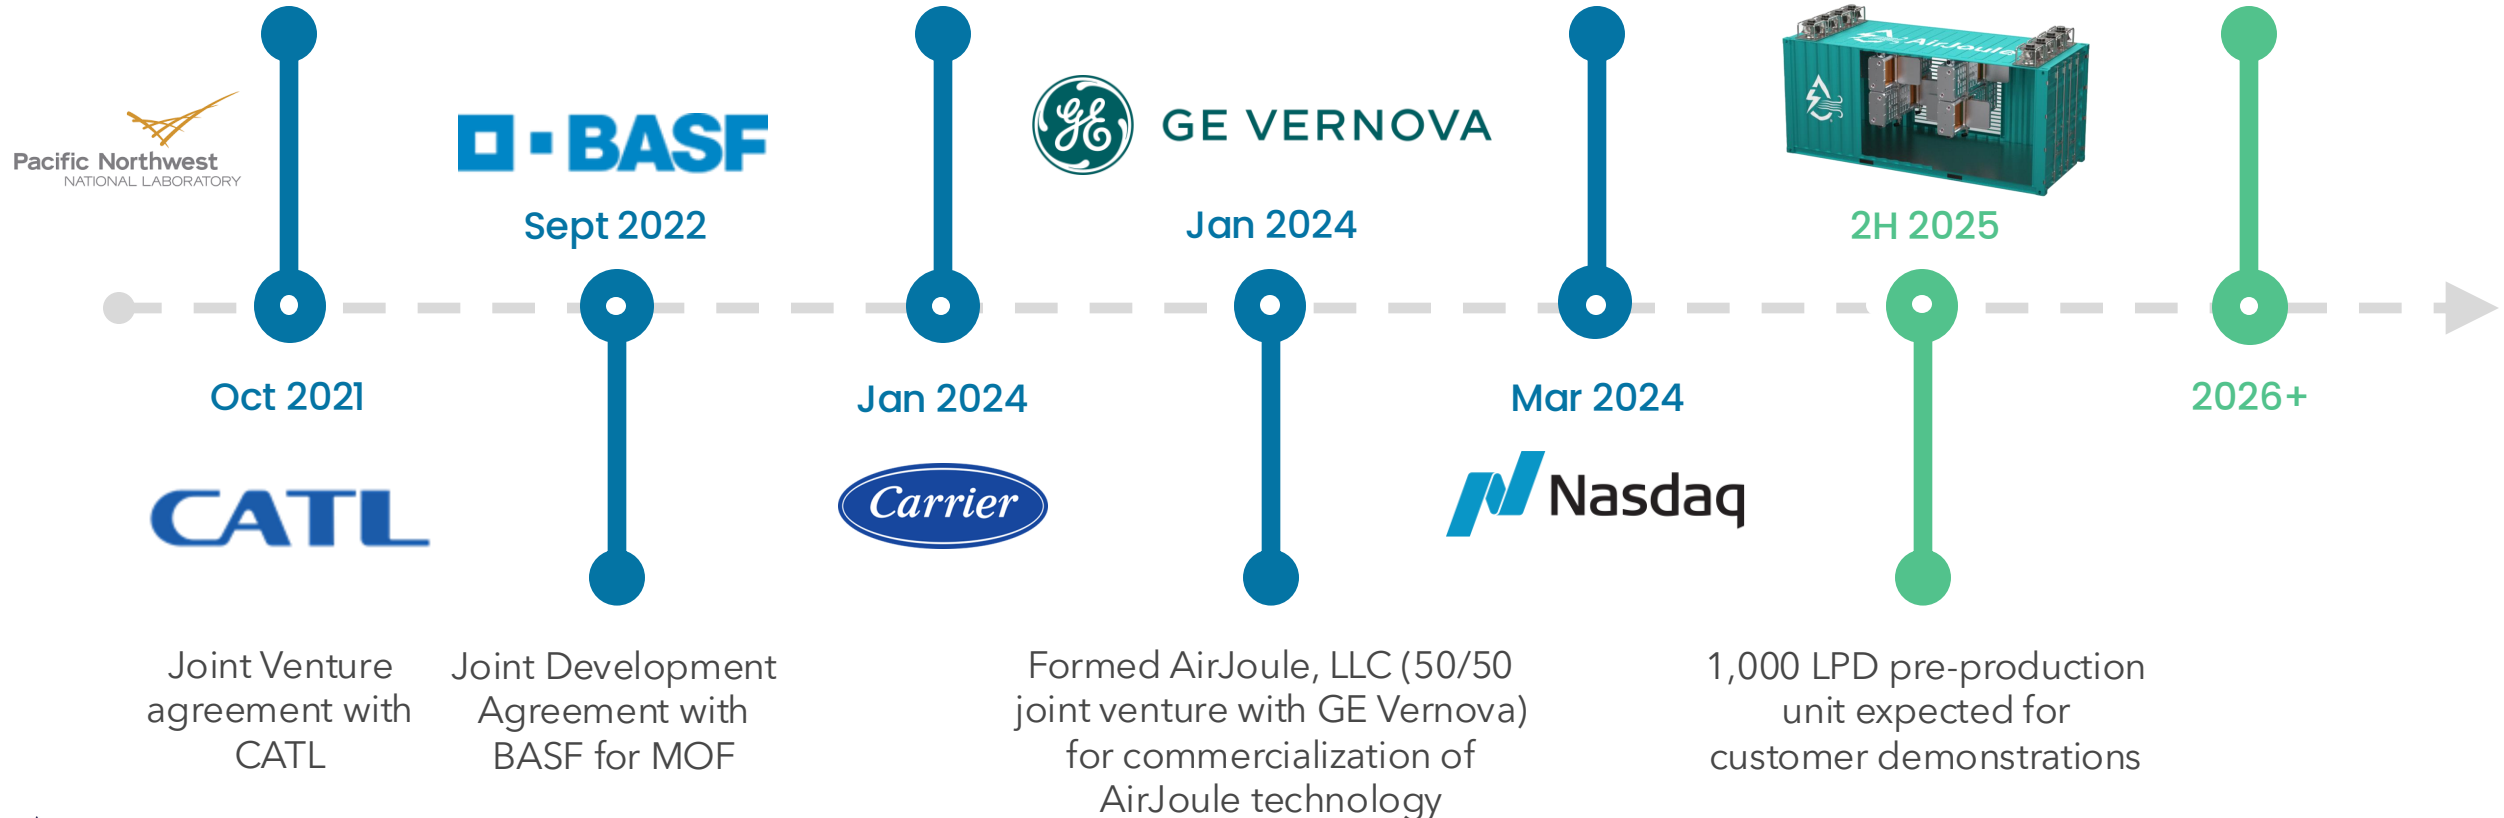 Pacific Northwest
NATIONAL LABORATORY
BASF
Sept 2022
GE VERNOVA
Jan 2024
AirJoule
2H 2025
Oct 2021
CATL
Jan 2024
Carrier
Mar 2024
Nasdaq
2026+
Joint Venture
agreement with
CATL
Joint Development
Agreement with
BASF for MOF
Formed AirJoule, LLC (50/50
joint venture with GE Vernova)
for commercialization of
AirJoule technology
1,000 LPD pre-production
unit expected for
customer demonstrations